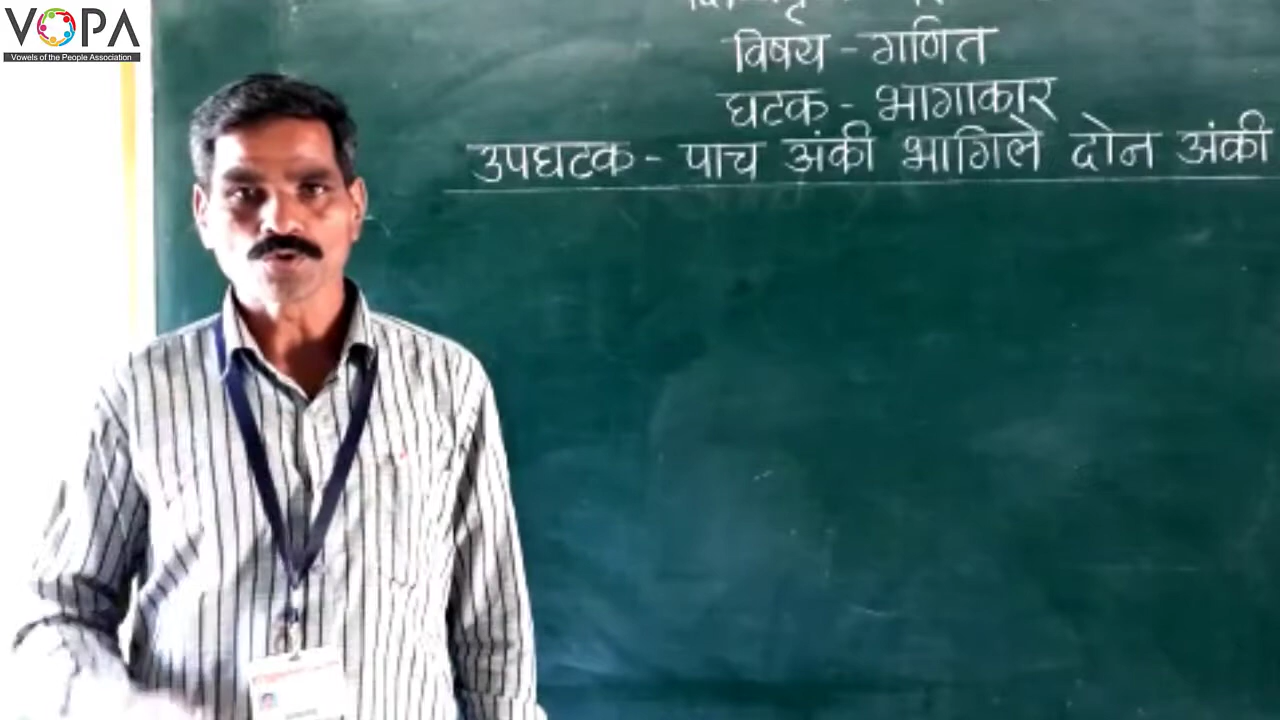 VOPA
Vowels of the People Association
विषय - गणित
घटक - भागाकार
उपघटक - पाच अंकी भागिले दोन अंकी